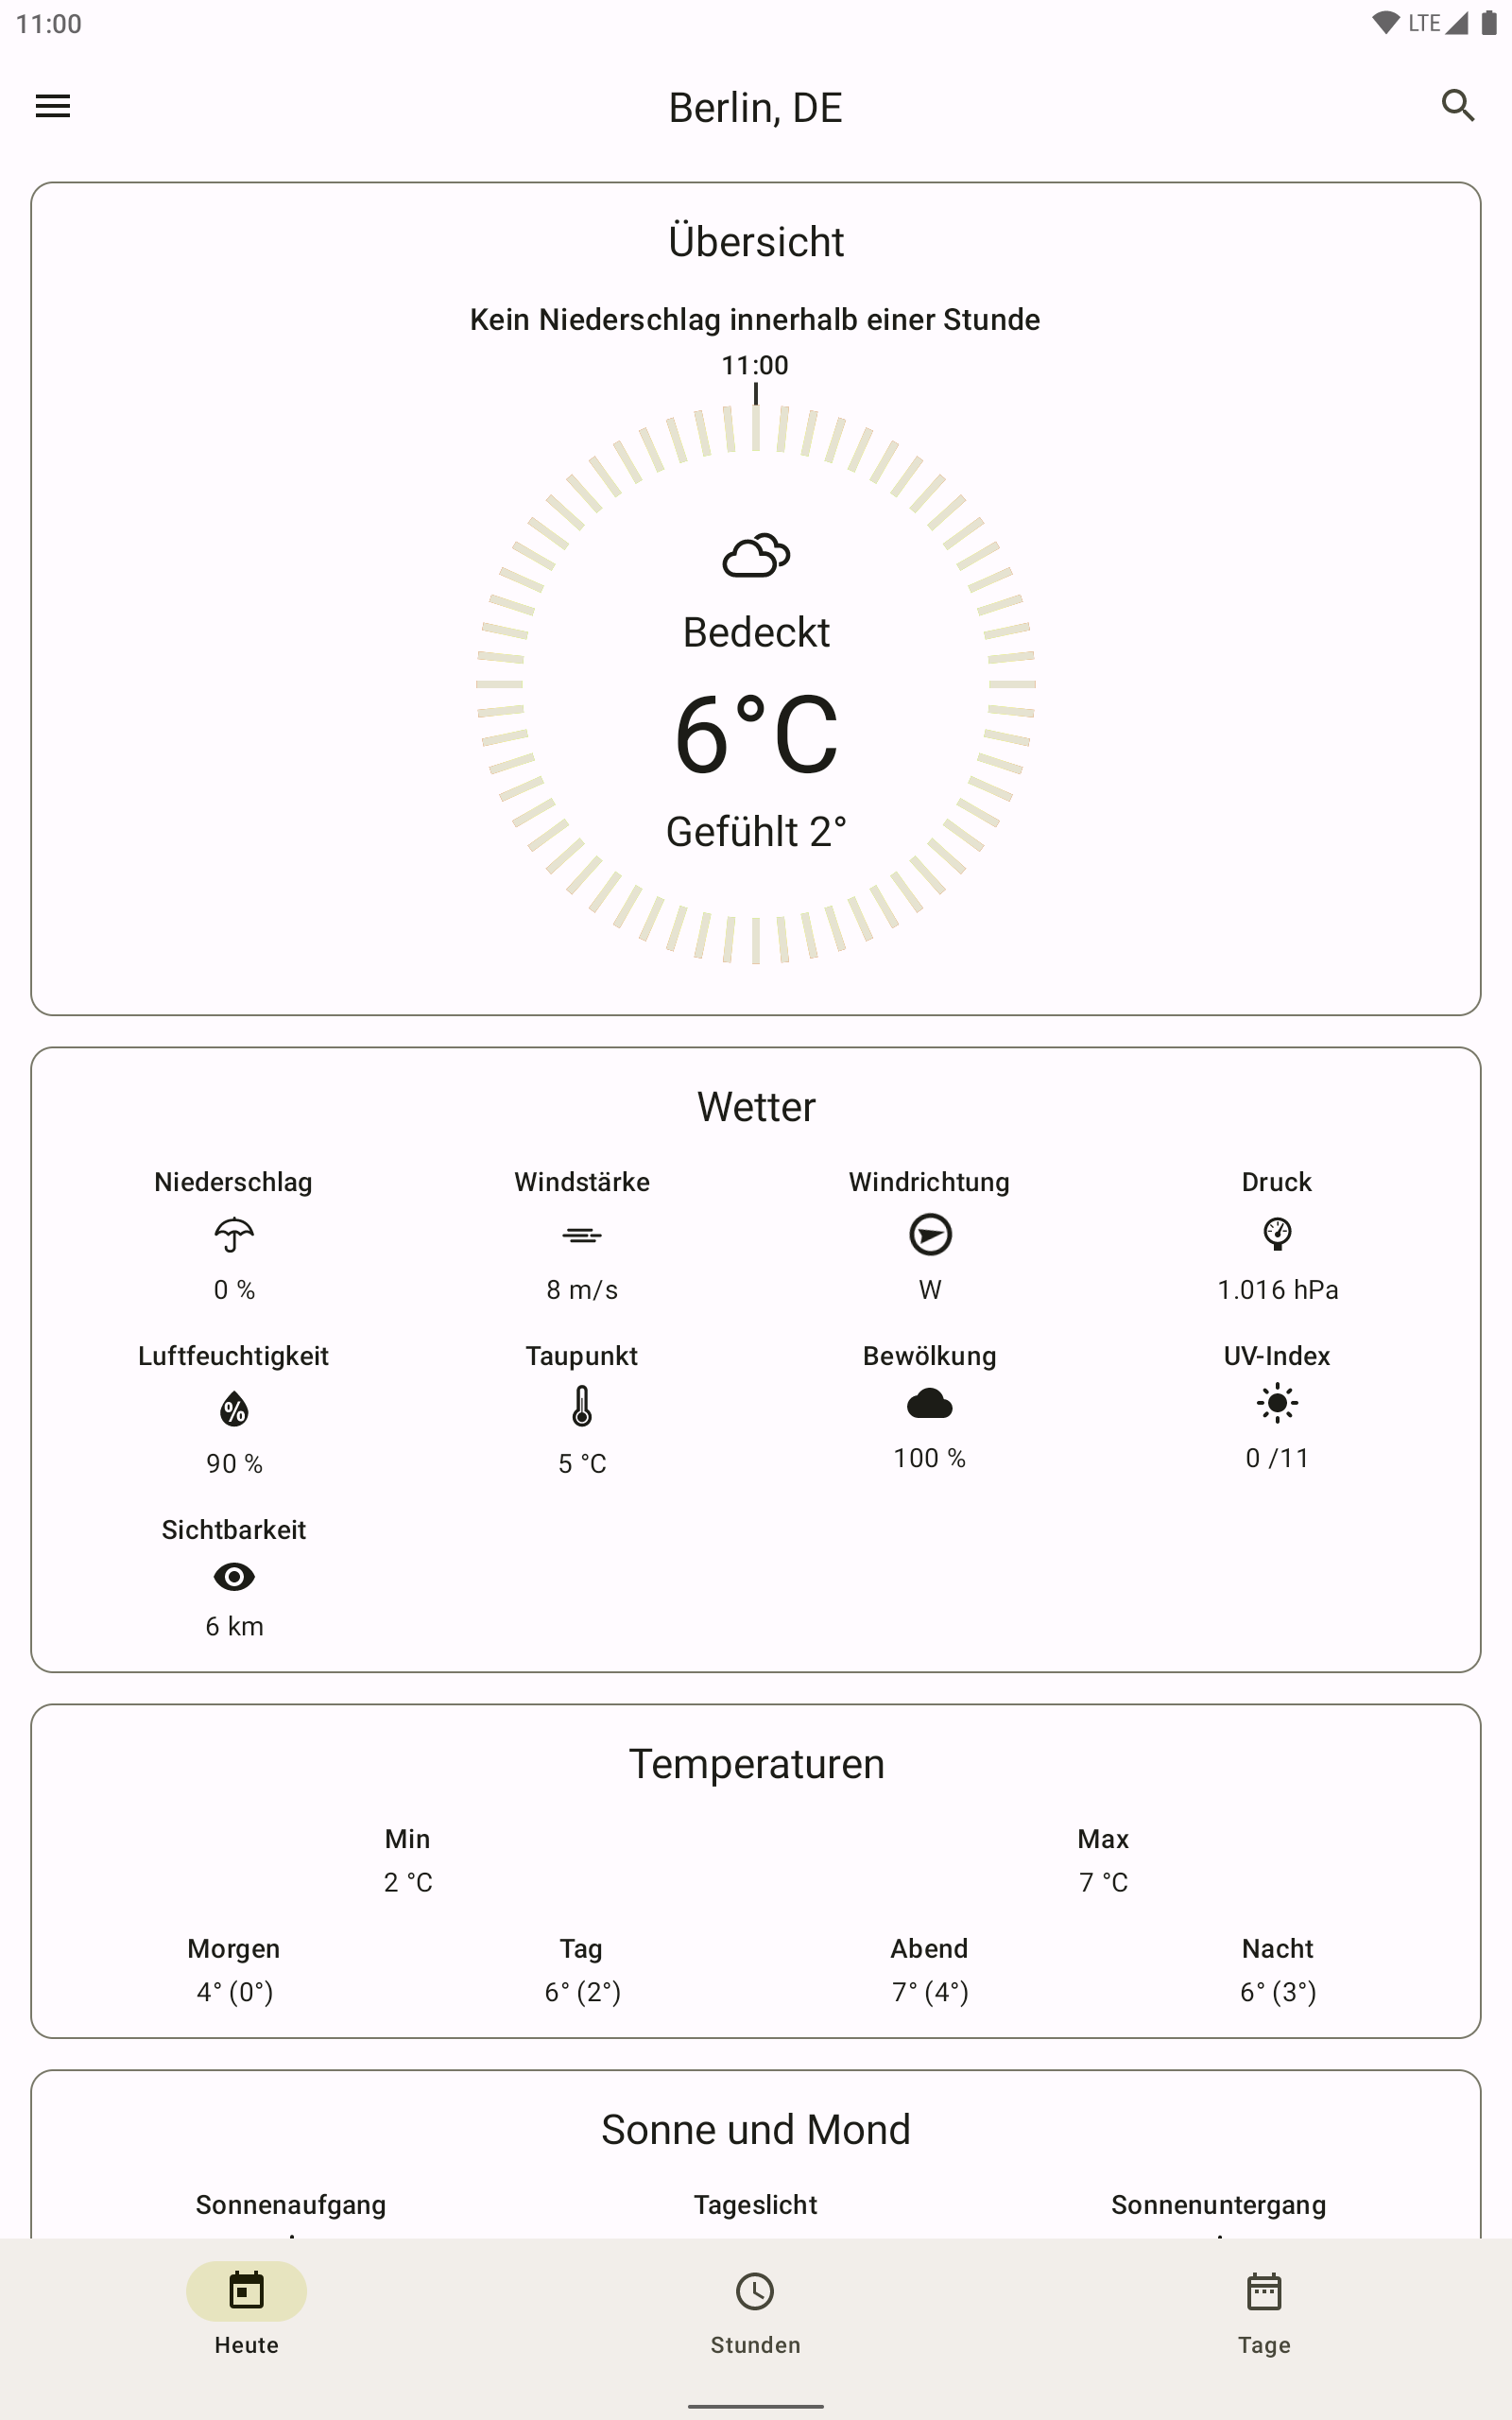 11:00
LTE
Berlin, DE
Übersicht
Kein Niederschlag innerhalb einer Stunde
11:00
Bedeckt
6°C
Gefühlt 2°
Wetter
Niederschlag Windstärke Windrichtung Druck
0 % 8 m/s W 1.016 hPa
Luftfeuchtigkeit Taupunkt Bewölkung UV-Index
%
90 % 5 °C 100 % 0 /11
Sichtbarkeit
6 km
Temperaturen
Min Max
2 °C 7 °C
Morgen Tag Abend Nacht
4° (0°) 6° (2°) 7° (4°) 6° (3°)
Sonne und Mond
Sonnenaufgang Tageslicht Sonnenuntergang
Heute Stunden Tage